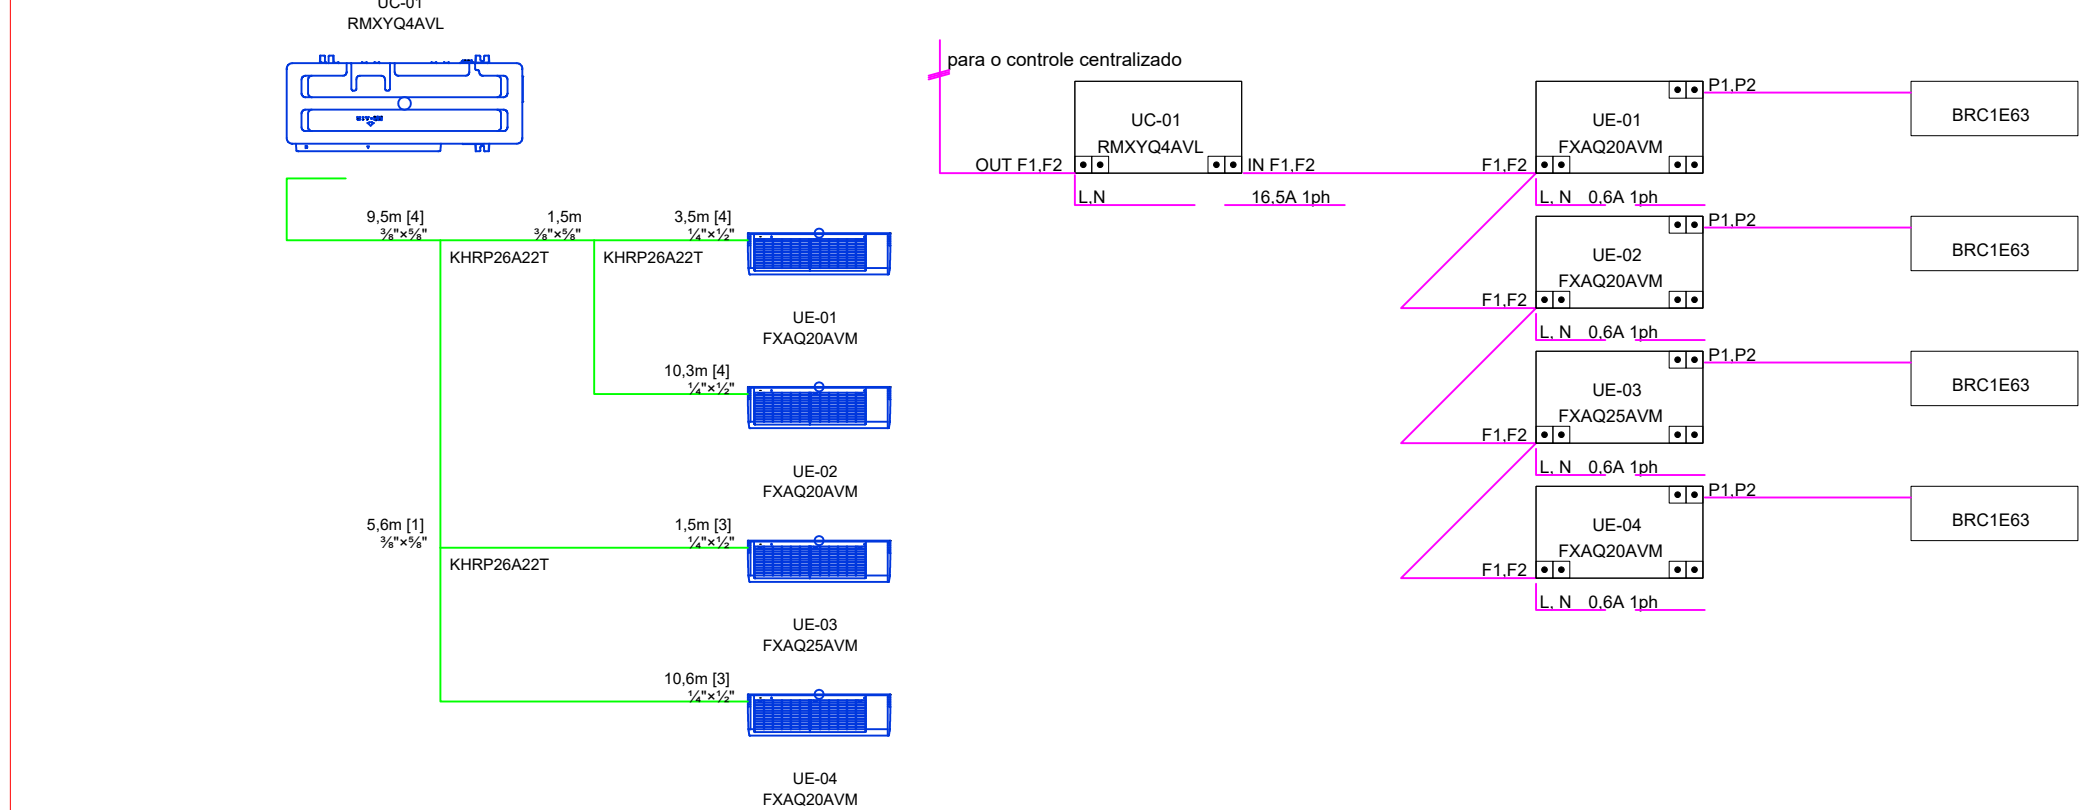 UC-01
RMXYQ4AVL
9,5m [4]
⅜"×⅝"
1,5m
⅜"×⅝"
3,5m [4]
¼"×½"
KHRP26A22T
KHRP26A22T
UE-01
FXAQ20AVM
10,3m [4]
¼"×½"
UE-02
FXAQ20AVM
5,6m [1]
⅜"×⅝"
1,5m [3]
¼"×½"
KHRP26A22T
UE-03
FXAQ25AVM
10,6m [3]
¼"×½"
UE-04
FXAQ20AVM
para o controle centralizado
UC-01
RMXYQ4AVL
OUT F1,F2
IN F1,F2
L,N
16,5A 1ph
UE-01
FXAQ20AVM
P1,P2
BRC1E63
F1,F2
L, N 0,6A 1ph
UE-02
FXAQ20AVM
P1,P2
BRC1E63
F1,F2
L, N 0,6A 1ph
UE-03
FXAQ25AVM
P1,P2
BRC1E63
F1,F2
L, N 0,6A 1ph
UE-04
FXAQ20AVM
P1,P2
BRC1E63
F1,F2
L, N 0,6A 1ph